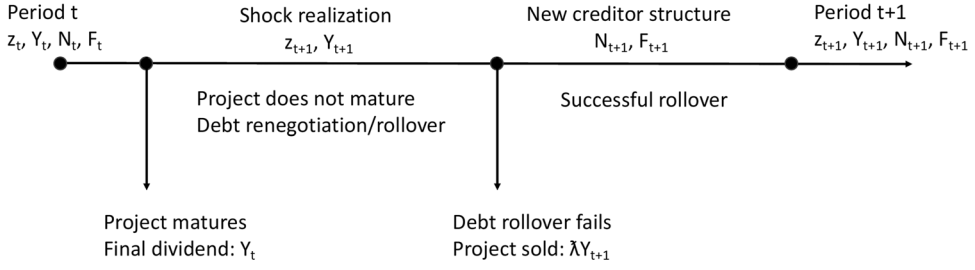 Period t
z_t, Y_t, N_t, F_t
Shock realization
z_{t+1}, Y_{t+1}
New creditor structure
N_{t+1}, F_{t+1}
Period t+1
z_{t+1}, Y_{t+1}, N_{t+1}, F_{t+1}
Project does not mature
Debt renegotiation/rollover
Successful rollover
Project matures
Final dividend: Y_t
Debt rollover fails
Project sold: ƛY_{t+1}